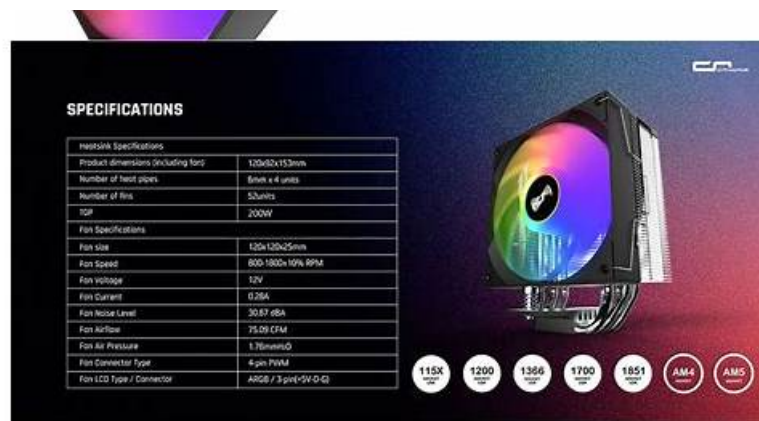 SPECIFICATIONS
Heatsink Specifications
Product dimensions (including fan) 120x92x153mm
Number of heat pipes 6mm x 4 units
Number of fins 52units
TDP 200W
Fan Specifications
Fan size 120x120x25mm
Fan Speed 800-1800±10% RPM
Fan Voltage 12V
Fan Current 0.28A
Fan Noise Level 30.67 dBA
Fan Airflow 75.09 CFM
Fan Air Pressure 1.76mmH₂O
Fan Connector Type 4-pin PWM
Fan LCD Type / Connector ARGB / 3-pin(+5V-D-G)
115X 1200 1366 1700 1851 AM4 AM5